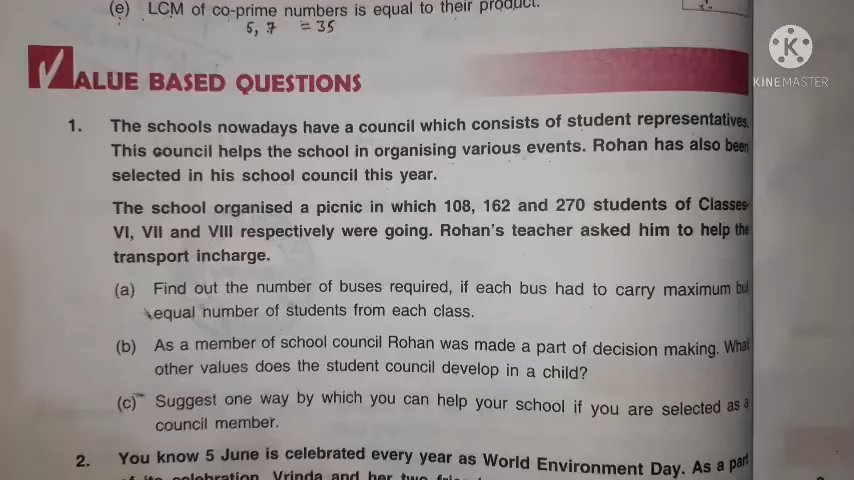 (e) LCM of co-prime numbers is equal to their product.
5, 7 = 35
VALUE BASED QUESTIONS
KINEMASTER
1. The schools nowadays have a council which consists of student representatives.
This council helps the school in organising various events. Rohan has also been
selected in his school council this year.
The school organised a picnic in which 108, 162 and 270 students of Classes
VI, VII and VIII respectively were going. Rohan's teacher asked him to help the
transport incharge.
(a) Find out the number of buses required, if each bus had to carry maximum but
equal number of students from each class.
(b) As a member of school council Rohan was made a part of decision making. What
other values does the student council develop in a child?
(c) Suggest one way by which you can help your school if you are selected as a
council member.
2. You know 5 June is celebrated every year as World Environment Day. As a part
of its celebration, Vrinda and her two